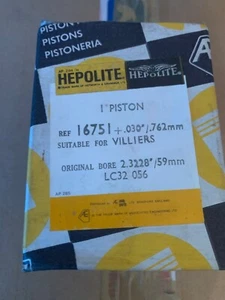 PISTONS
PISTONERIA
HEPOLITE
HEPOLITE
1 PISTON
REF 16751 +.030"/.762mm
SUITABLE FOR VILLIERS
ORIGINAL BORE 2.3228"/59mm
LC32 056